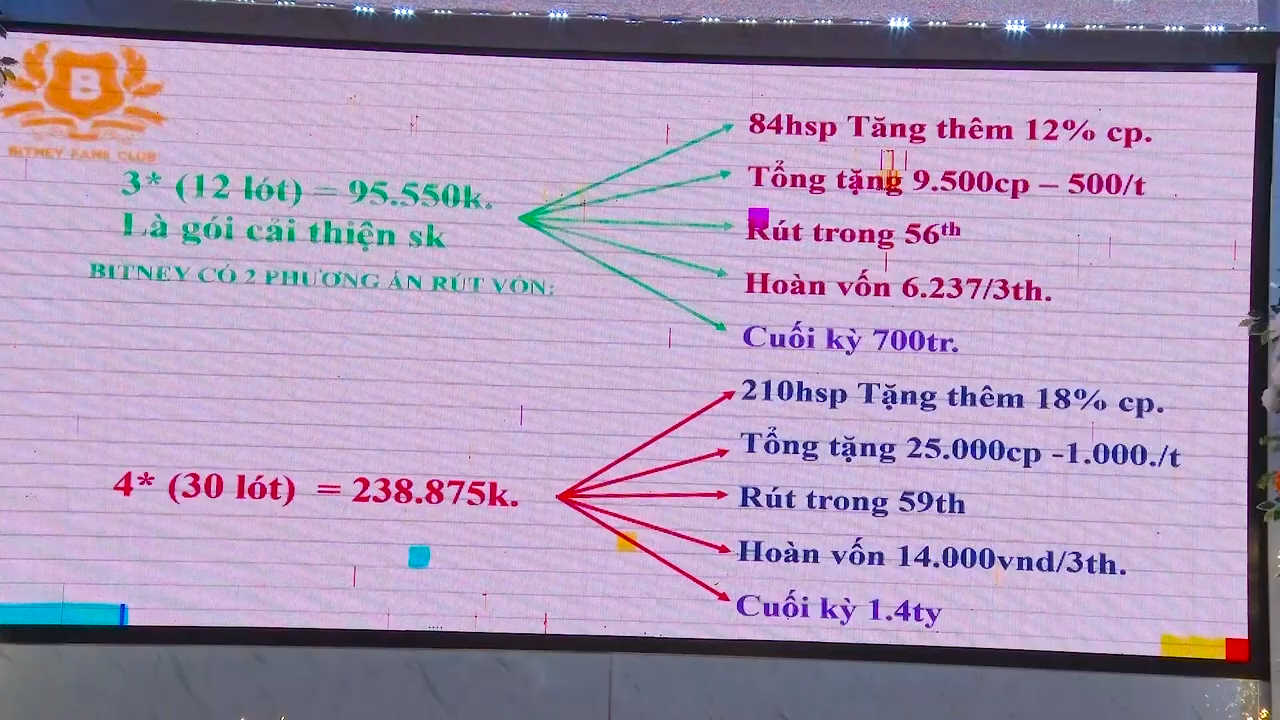 B
BITNEY FANS CLUB
3* (12 lót) = 95.550k.
Là gói cải thiện sk
BITNEY CÓ 2 PHƯƠNG ÁN RÚT VỐN:
84hsp Tăng thêm 12% cp.
Tổng tặng 9.500cp – 500/t
Rút trong 56th
Hoàn vốn 6.237/3th.
Cuối kỳ 700tr.
4* (30 lót) = 238.875k.
210hsp Tặng thêm 18% cp.
Tổng tặng 25.000cp -1.000./t
Rút trong 59th
Hoàn vốn 14.000vnd/3th.
Cuối kỳ 1.4ty